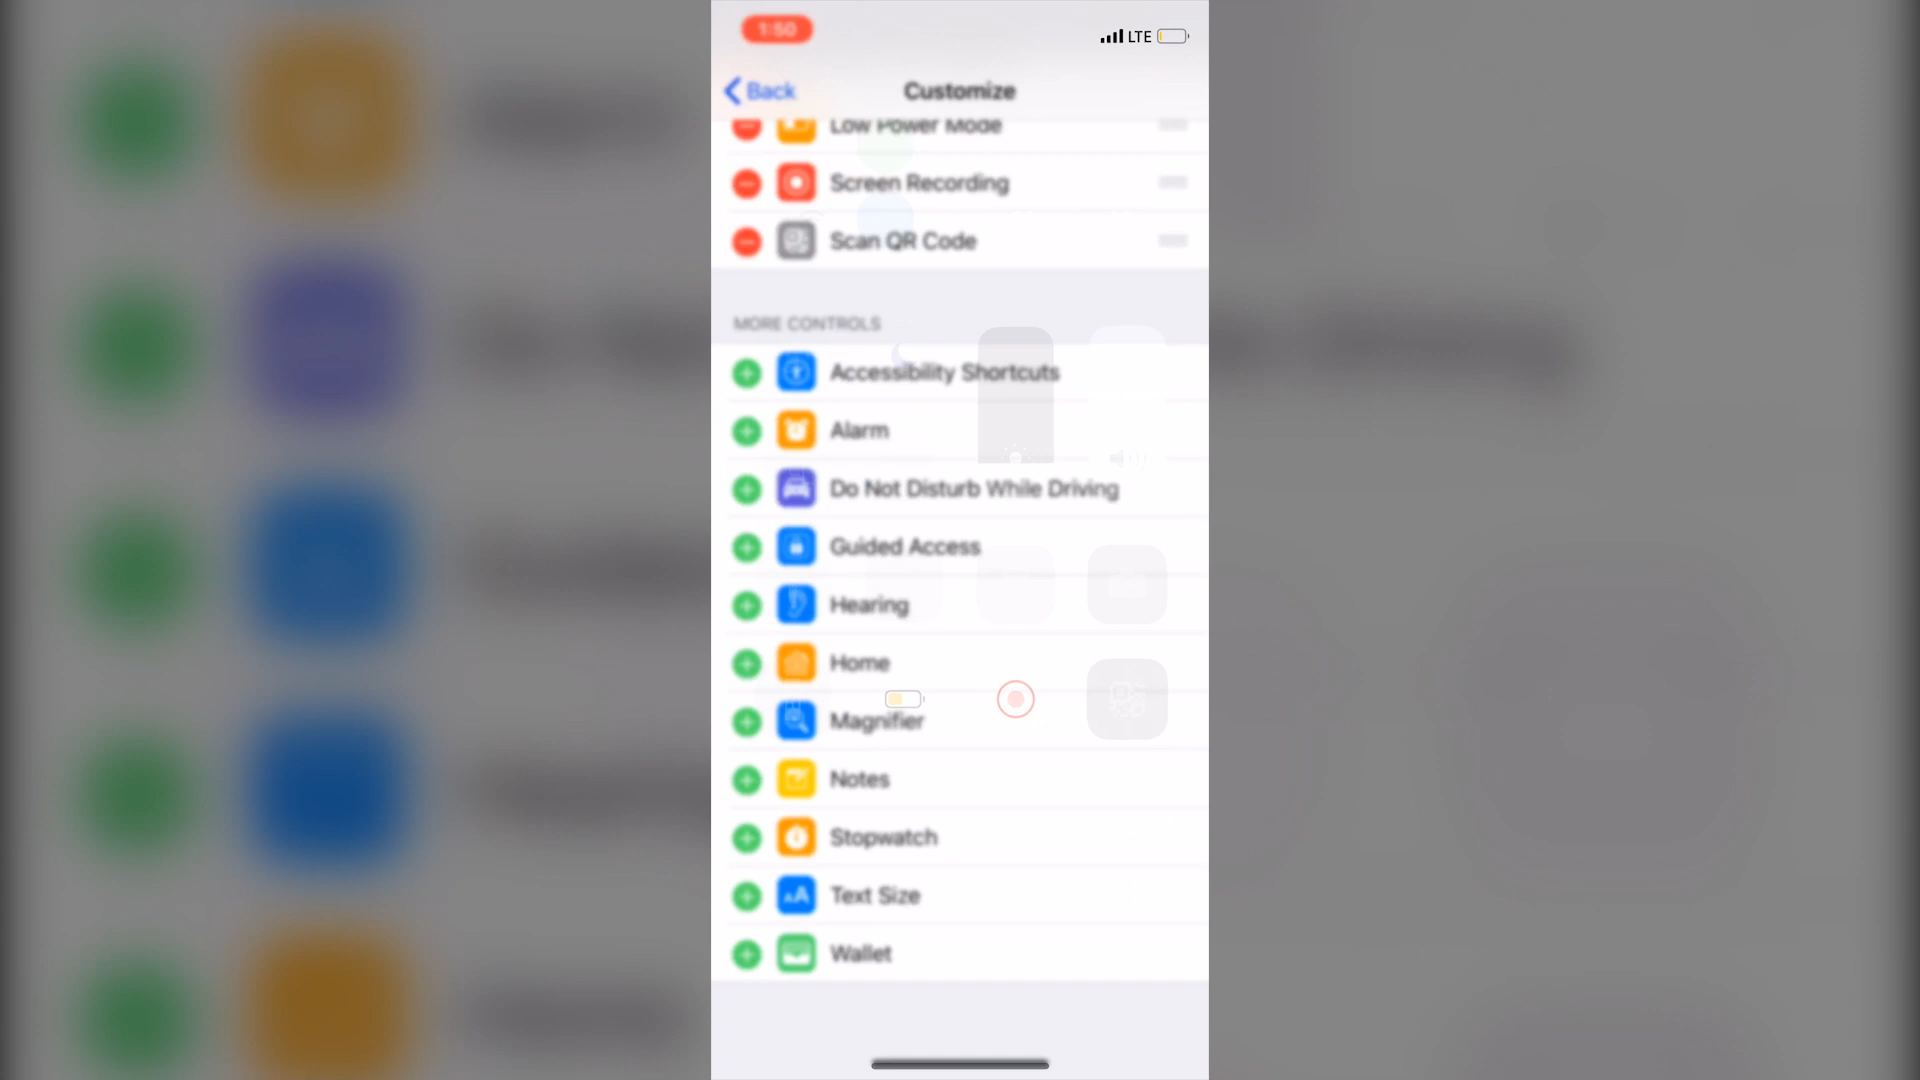 1:50
LTE
Back
Customize
Low Power Mode
Screen Recording
Scan QR Code
MORE CONTROLS
Accessibility Shortcuts
Alarm
Do Not Disturb While Driving
Guided Access
Hearing
Home
Magnifier
Notes
Stopwatch
AA Text Size
Wallet